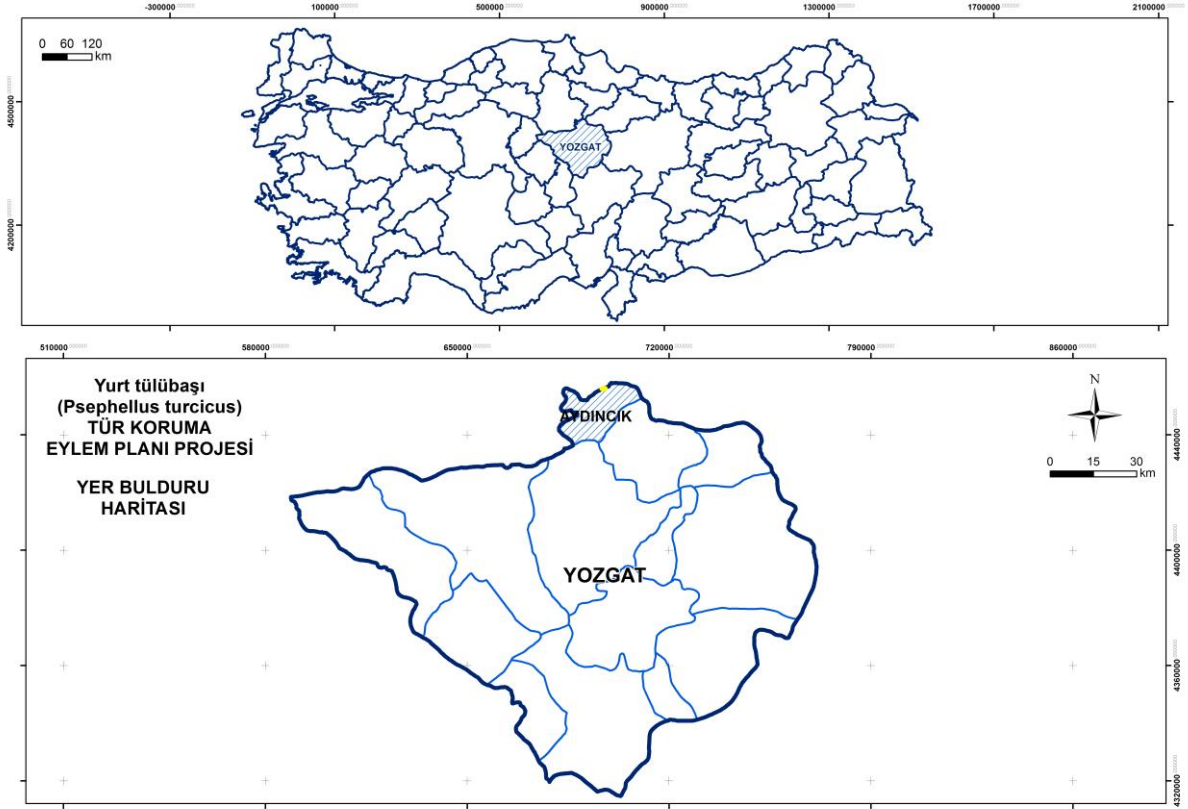 -300000 100000 500000 900000 1300000 1700000 2100000
0 60 120
km
4500000
4200000
YOZGAT
510000 580000 650000 720000 790000 860000
Yurt tülübaşı
(Psephellus turcicus)
TÜR KORUMA
EYLEM PLANI PROJESİ
YER BULDURU
HARİTASI
AYDINCIK
N
0 15 30
km
4440000
4400000
4360000
4320000
YOZGAT